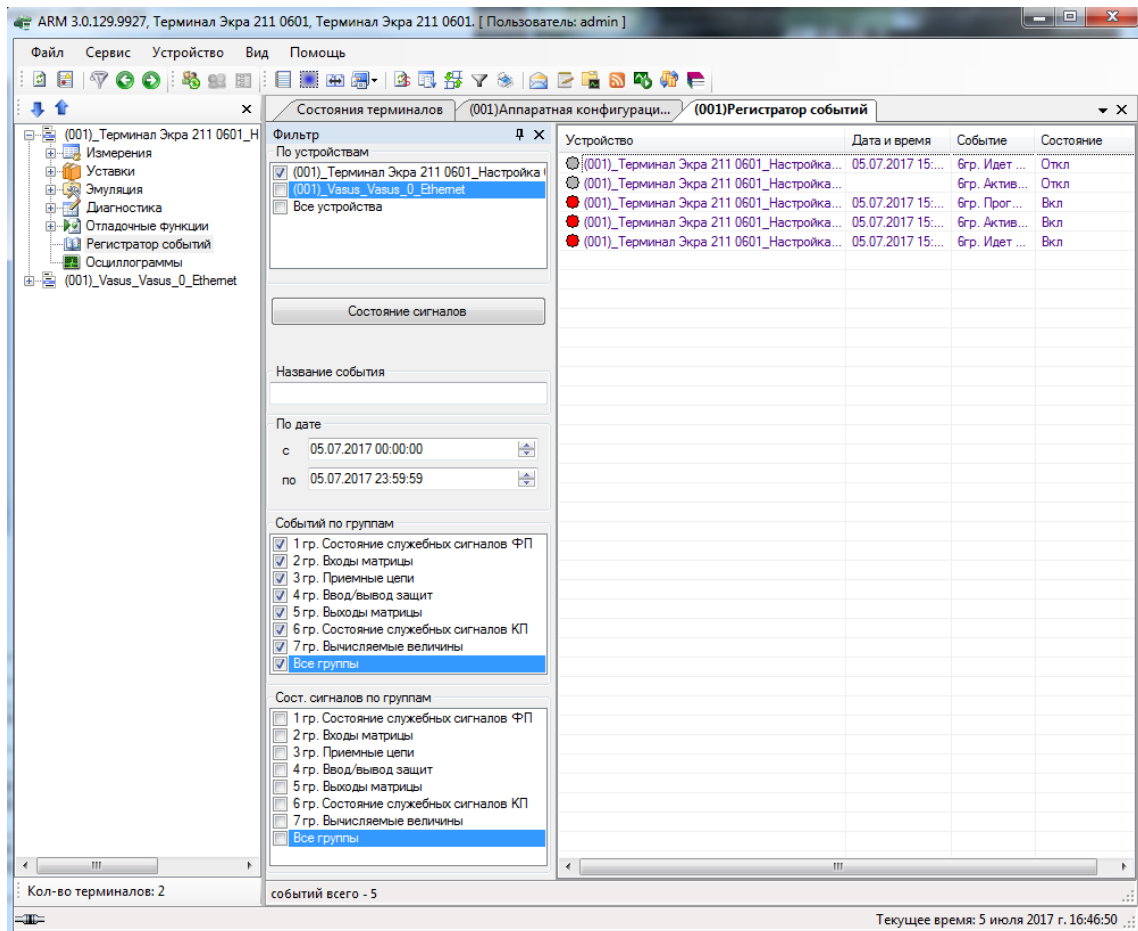 ARM 3.0.129.9927, Терминал Экра 211 0601, Терминал Экра 211 0601. [ Пользователь: admin ]
Файл Сервис Устройство Вид Помощь
Состояния терминалов (001)Аппаратная конфигураци... (001)Регистратор событий
(001)_Терминал Экра 211 0601_Н
Измерения
Уставки
Эмуляция
Диагностика
Отладочные функции
Регистратор событий
Осциллограммы
(001)_Vasus_Vasus_0_Ethernet
Кол-во терминалов: 2
Фильтр
По устройствам
(001)_Терминал Экра 211 0601_Настройка
(001)_Vasus_Vasus_0_Ethernet
Все устройства
Состояние сигналов
Название события
По дате
с 05.07.2017 00:00:00
по 05.07.2017 23:59:59
Событий по группам
1 гр. Состояние служебных сигналов ФП
2 гр. Входы матрицы
3 гр. Приемные цепи
4 гр. Ввод/вывод защит
5 гр. Выходы матрицы
6 гр. Состояние служебных сигналов КП
7 гр. Вычисляемые величины
Все группы
Сост. сигналов по группам
1 гр. Состояние служебных сигналов ФП
2 гр. Входы матрицы
3 гр. Приемные цепи
4 гр. Ввод/вывод защит
5 гр. Выходы матрицы
6 гр. Состояние служебных сигналов КП
7 гр. Вычисляемые величины
Все группы
Устройство Дата и время Событие Состояние
(001)_Терминал Экра 211 0601_Настройка... 05.07.2017 15:... 6гр. Идет ... Откл
(001)_Терминал Экра 211 0601_Настройка... 6гр. Актив... Откл
(001)_Терминал Экра 211 0601_Настройка... 05.07.2017 15:... 6гр. Прог... Вкл
(001)_Терминал Экра 211 0601_Настройка... 05.07.2017 15:... 6гр. Актив... Вкл
(001)_Терминал Экра 211 0601_Настройка... 05.07.2017 15:... 6гр. Идет ... Вкл
событий всего - 5
Текущее время: 5 июля 2017 г. 16:46:50